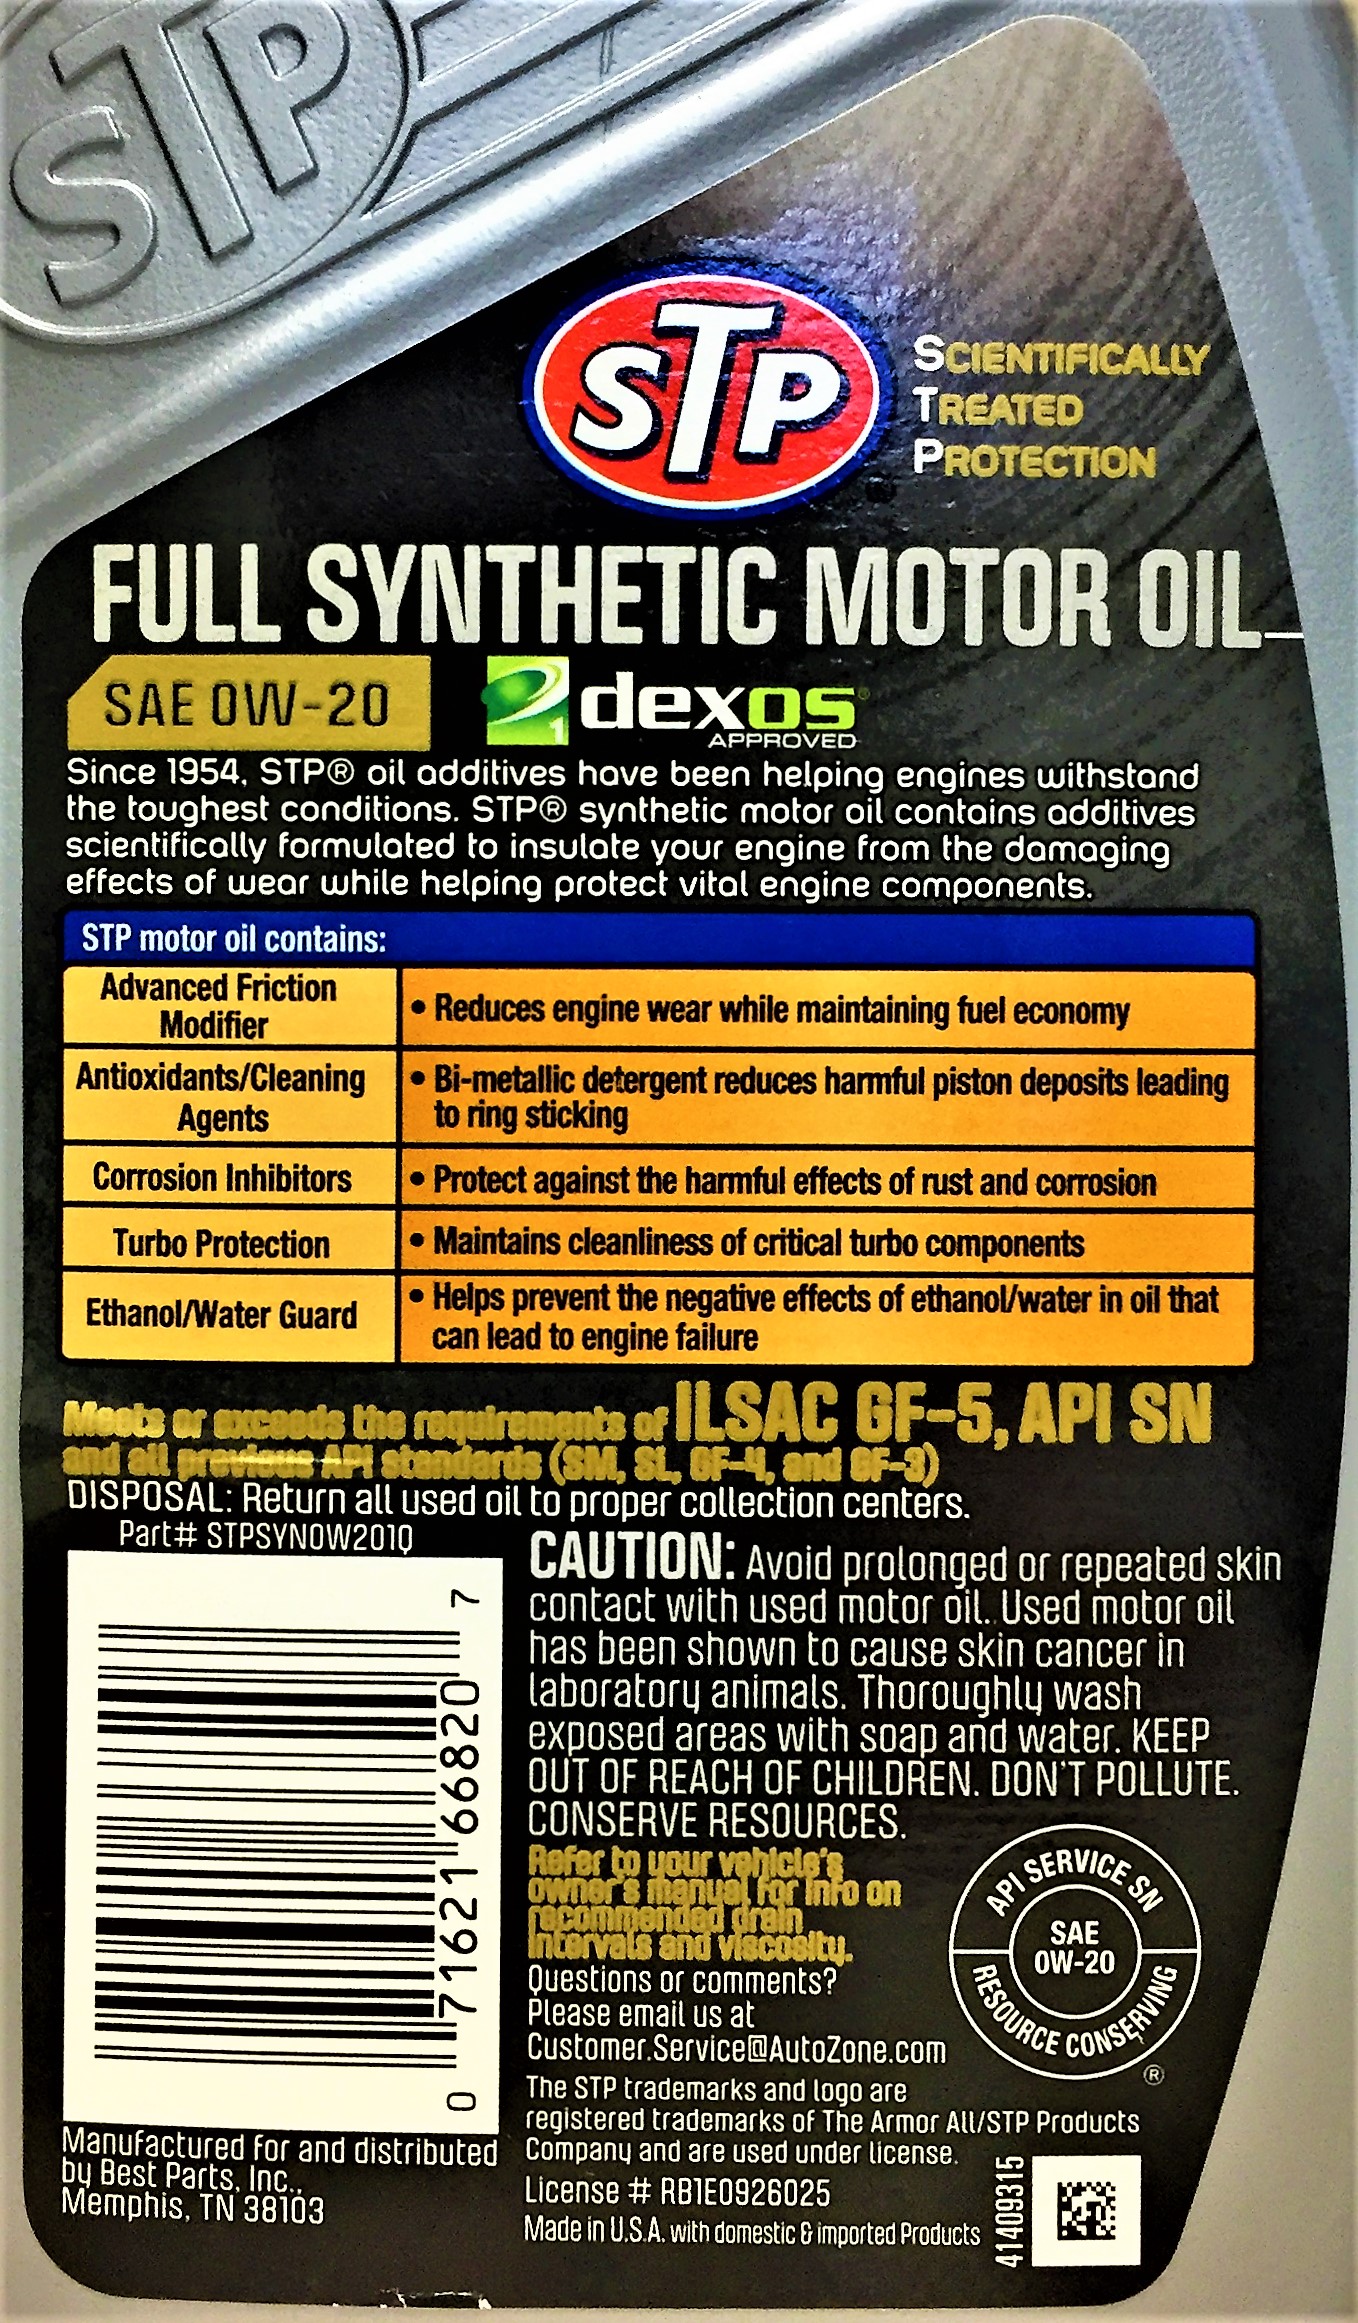 STP
STP
SCIENTIFICALLY
TREATED
PROTECTION
FULL SYNTHETIC MOTOR OIL
SAE 0W-20
1 dexos®
APPROVED
Since 1954, STP® oil additives have been helping engines withstand
the toughest conditions. STP® synthetic motor oil contains additives
scientifically formulated to insulate your engine from the damaging
effects of wear while helping protect vital engine components.
STP motor oil contains:
Advanced Friction
Modifier
• Reduces engine wear while maintaining fuel economy
Antioxidants/Cleaning
Agents
• Bi-metallic detergent reduces harmful piston deposits leading
to ring sticking
Corrosion Inhibitors
• Protect against the harmful effects of rust and corrosion
Turbo Protection
• Maintains cleanliness of critical turbo components
Ethanol/Water Guard
• Helps prevent the negative effects of ethanol/water in oil that
can lead to engine failure
Meets or exceeds the requirements of ILSAC GF-5, API SN
and all previous API standards (SM, SL, GF-4, and GF-3)
DISPOSAL: Return all used oil to proper collection centers.
Part# STPSYN0W201Q
0 71621 66820 7
Manufactured for and distributed
by Best Parts, Inc.,
Memphis, TN 38103
CAUTION: Avoid prolonged or repeated skin
contact with used motor oil. Used motor oil
has been shown to cause skin cancer in
laboratory animals. Thoroughly wash
exposed areas with soap and water. KEEP
OUT OF REACH OF CHILDREN. DON'T POLLUTE.
CONSERVE RESOURCES.
Refer to your vehicle's
owner's manual for info on
recommended drain
intervals and viscosity.
Questions or comments?
Please email us at
Customer.Service@AutoZone.com
API SERVICE SN
SAE
0W-20
RESOURCE CONSERVING
®
The STP trademarks and logo are
registered trademarks of The Armor All/STP Products
Company and are used under license.
License # RB1E0926025
Made in U.S.A. with domestic & imported Products
41409315